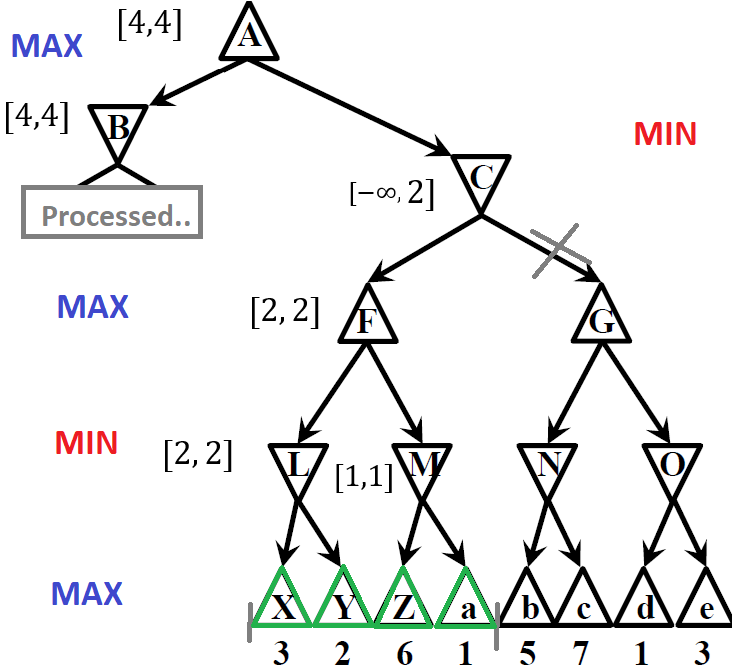 [4,4]
A
MAX
[4,4]
B
MIN
C
[−∞, 2]
Processed..
MAX
[2, 2]
F
G
MIN
[2, 2]
L
[1,1]
M
N
O
MAX
X Y Z a b c d e
3 2 6 1 5 7 1 3